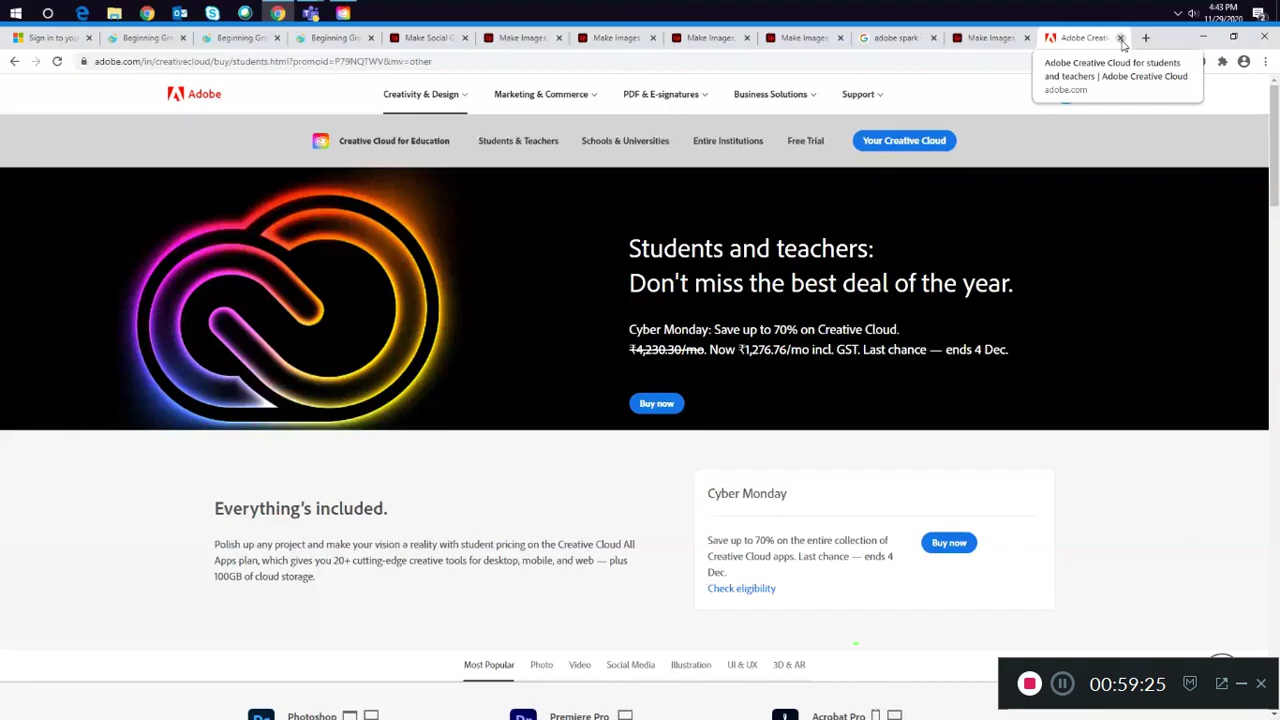 4:43 PM
11/29/2020
Sign in to you
Beginning Gr
Beginning Gr
Beginning Gr
Make Social G
Make Images,
Make Images,
Make Images,
Make Images,
adobe spark -
Make Images,
Adobe Creati
adobe.com/in/creativecloud/buy/students.html?promoid=P79NQTWV&mv=other
Adobe Creative Cloud for students
and teachers | Adobe Creative Cloud
adobe.com
Adobe
Creativity & Design
Marketing & Commerce
PDF & E-signatures
Business Solutions
Support
Creative Cloud for Education
Students & Teachers
Schools & Universities
Entire Institutions
Free Trial
Your Creative Cloud
Students and teachers:
Don't miss the best deal of the year.
Cyber Monday: Save up to 70% on Creative Cloud.
₹4,230.30/mo. Now ₹1,276.76/mo incl. GST. Last chance — ends 4 Dec.
Buy now
Everything's included.
Polish up any project and make your vision a reality with student pricing on the Creative Cloud All
Apps plan, which gives you 20+ cutting-edge creative tools for desktop, mobile, and web — plus
100GB of cloud storage.
Cyber Monday
Save up to 70% on the entire collection of
Creative Cloud apps. Last chance — ends 4
Dec.
Check eligibility
Buy now
Most Popular
Photo
Video
Social Media
Illustration
UI & UX
3D & AR
Photoshop
Premiere Pro
Acrobat Pro
00:59:25